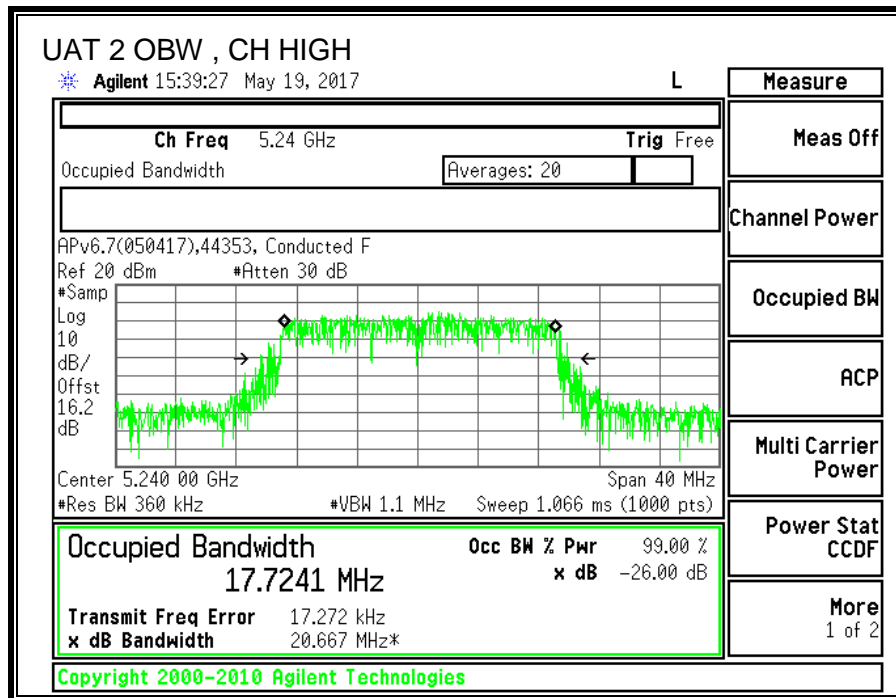 UAT 2 OBW , CH HIGH
Agilent 15:39:27 May 19, 2017 L
Measure
Ch Freq 5.24 GHz Trig Free
Meas Off
Occupied Bandwidth Averages: 20
Channel Power
APv6.7(050417),44353, Conducted F
Ref 20 dBm #Atten 30 dB
#Samp
Log
10
dB/
Offst
16.2
dB
Occupied BW
ACP
Center 5.240 00 GHz Span 40 MHz
#Res BW 360 kHz #VBW 1.1 MHz Sweep 1.066 ms (1000 pts)
Multi Carrier
Power
Occupied Bandwidth Occ BW % Pwr 99.00 %
17.7241 MHz x dB -26.00 dB
Transmit Freq Error 17.272 kHz
x dB Bandwidth 20.667 MHz*
Power Stat
CCDF
More
1 of 2
Copyright 2000-2010 Agilent Technologies